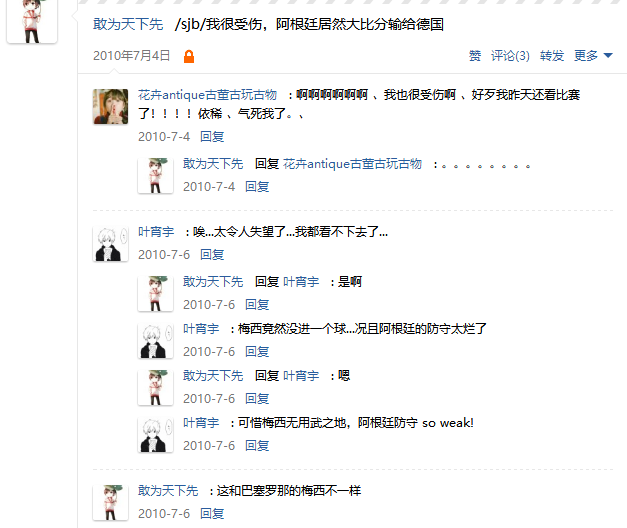 敢为天下先 /sjb/我很受伤，阿根廷居然大比分输给德国
2010年7月4日 赞 评论(3) 转发 更多
花卉antique古董古玩古物 : 啊啊啊啊啊啊 、我也很受伤啊 、好歹我昨天还看比赛
了！！！！依稀 、气死我了。、
2010-7-4 回复
敢为天下先 回复 花卉antique古董古玩古物 : 。。。。。。。。
2010-7-4 回复
叶宵宇 : 唉...太令人失望了...我都看不下去了...
2010-7-6 回复
敢为天下先 回复 叶宵宇 : 是啊
2010-7-6 回复
叶宵宇 : 梅西竟然没进一个球...况且阿根廷的防守太烂了
2010-7-6 回复
敢为天下先 回复 叶宵宇 : 嗯
2010-7-6 回复
叶宵宇 : 可惜梅西无用武之地，阿根廷防守 so weak!
2010-7-6 回复
敢为天下先 : 这和巴塞罗那的梅西不一样
2010-7-6 回复